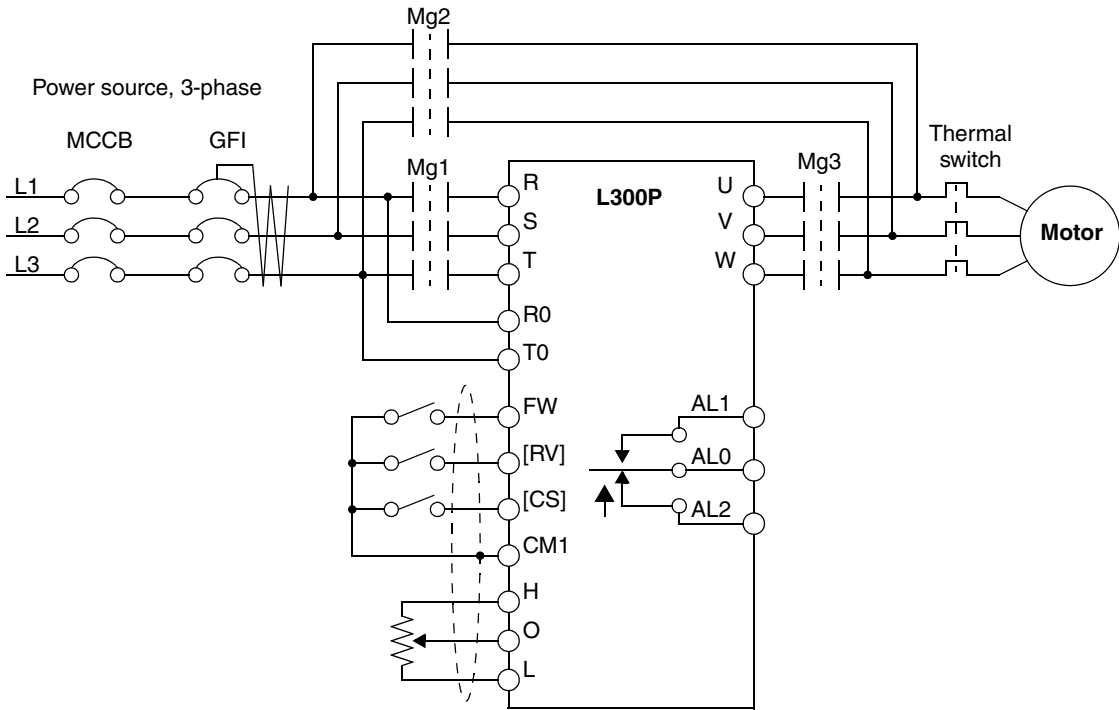 Mg2
Power source, 3-phase
MCCB
GFI
Mg1
Mg3
Thermal
switch
L1
L2
L3
R
S
T
R0
T0
L300P
U
V
W
Motor
FW
[RV]
[CS]
CM1
H
O
L
AL1
AL0
AL2